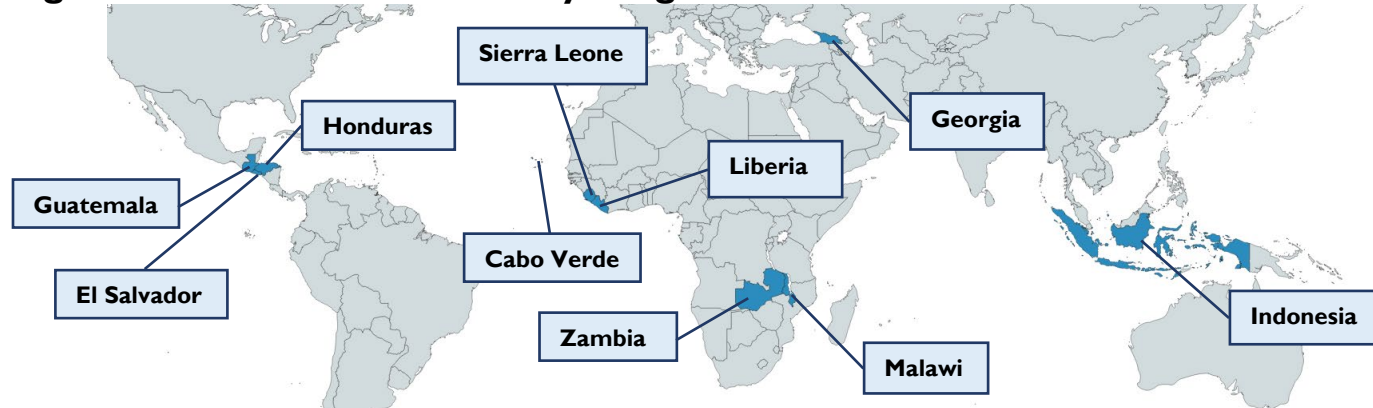 Sierra Leone
Georgia
Honduras
Liberia
Guatemala
Cabo Verde
El Salvador
Indonesia
Zambia
Malawi